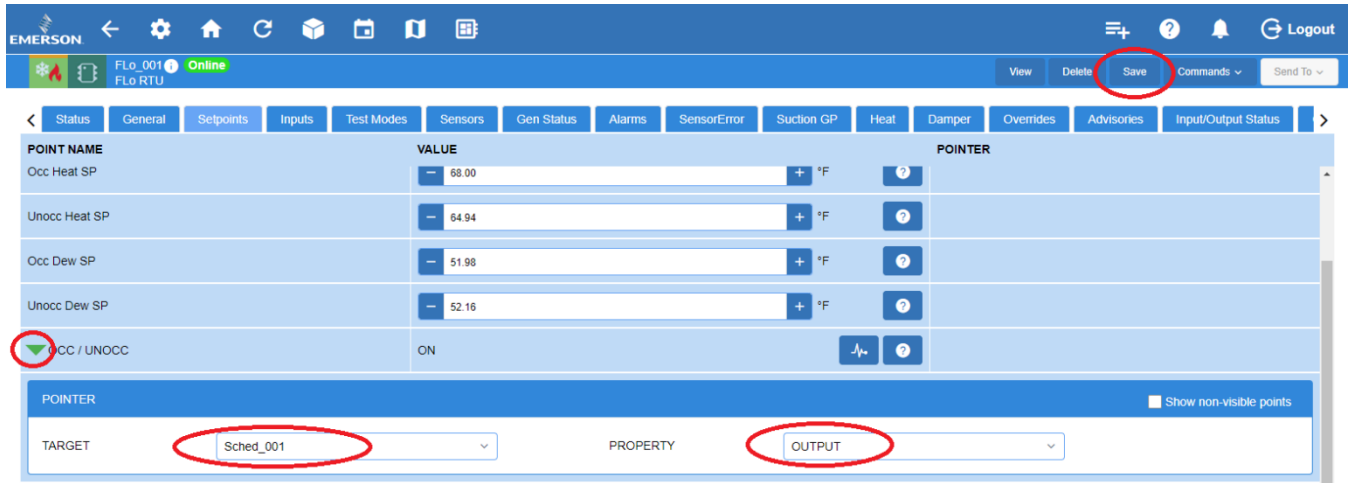 EMERSON. Logout
FLo_001 Online
FLo RTU
View Delete Save Commands Send To
Status General Setpoints Inputs Test Modes Sensors Gen Status Alarms SensorError Suction GP Heat Damper Overrides Advisories Input/Output Status
POINT NAME VALUE POINTER
Occ Heat SP − 68.00 + °F ?
Unocc Heat SP − 64.94 + °F ?
Occ Dew SP − 51.98 + °F ?
Unocc Dew SP − 52.16 + °F ?
OCC / UNOCC ON ?
POINTER Show non-visible points
TARGET Sched_001 PROPERTY OUTPUT